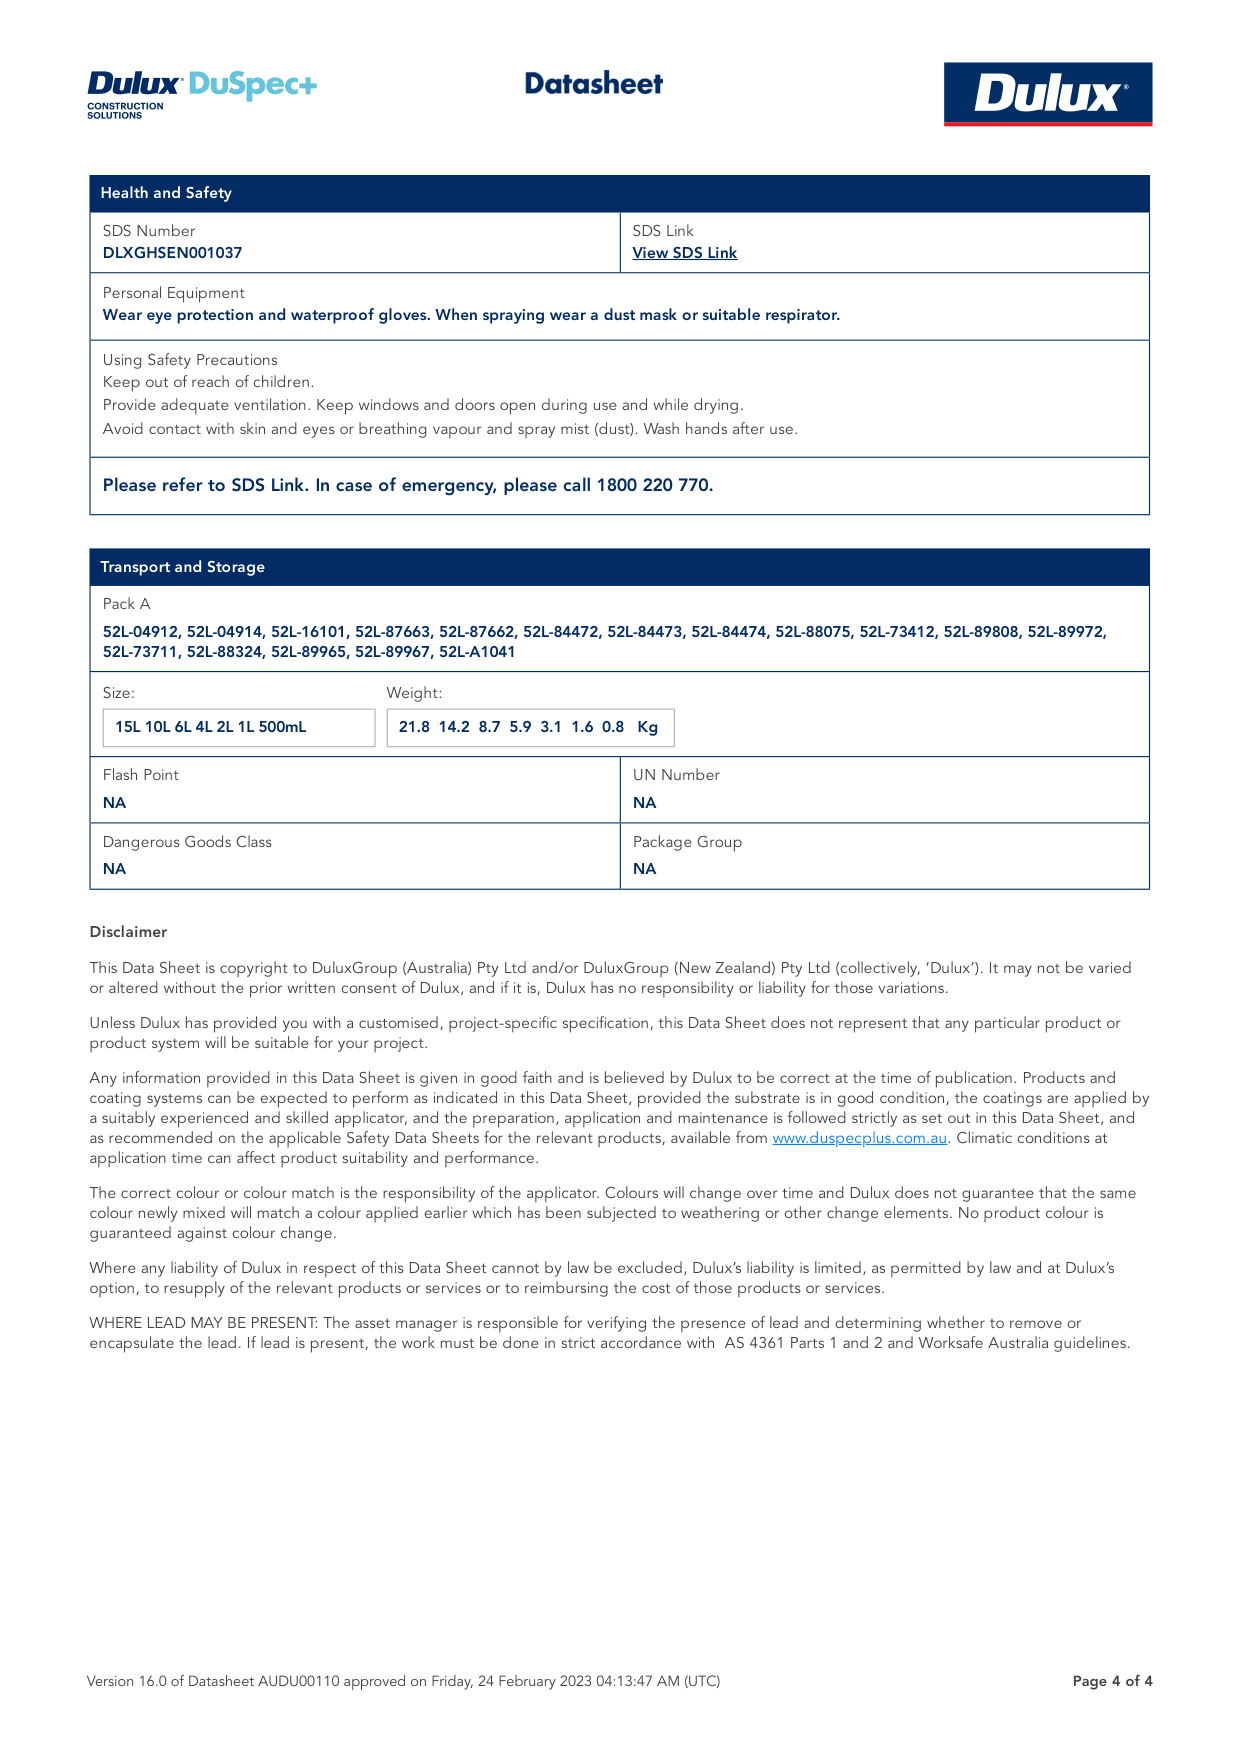 Dulux DuSpec+
CONSTRUCTION
SOLUTIONS
Datasheet
Dulux®
Health and Safety
SDS Number
DLXGHSEN001037
SDS Link
View SDS Link
Personal Equipment
Wear eye protection and waterproof gloves. When spraying wear a dust mask or suitable respirator.
Using Safety Precautions
Keep out of reach of children.
Provide adequate ventilation. Keep windows and doors open during use and while drying.
Avoid contact with skin and eyes or breathing vapour and spray mist (dust). Wash hands after use.
Please refer to SDS Link. In case of emergency, please call 1800 220 770.
Transport and Storage
Pack A
52L-04912, 52L-04914, 52L-16101, 52L-87663, 52L-87662, 52L-84472, 52L-84473, 52L-84474, 52L-88075, 52L-73412, 52L-89808, 52L-89972,
52L-73711, 52L-88324, 52L-89965, 52L-89967, 52L-A1041
Size:
15L 10L 6L 4L 2L 1L 500mL
Weight:
21.8 14.2 8.7 5.9 3.1 1.6 0.8 Kg
Flash Point
NA
UN Number
NA
Dangerous Goods Class
NA
Package Group
NA
Disclaimer
This Data Sheet is copyright to DuluxGroup (Australia) Pty Ltd and/or DuluxGroup (New Zealand) Pty Ltd (collectively, ‘Dulux’). It may not be varied
or altered without the prior written consent of Dulux, and if it is, Dulux has no responsibility or liability for those variations.
Unless Dulux has provided you with a customised, project-specific specification, this Data Sheet does not represent that any particular product or
product system will be suitable for your project.
Any information provided in this Data Sheet is given in good faith and is believed by Dulux to be correct at the time of publication. Products and
coating systems can be expected to perform as indicated in this Data Sheet, provided the substrate is in good condition, the coatings are applied by
a suitably experienced and skilled applicator, and the preparation, application and maintenance is followed strictly as set out in this Data Sheet, and
as recommended on the applicable Safety Data Sheets for the relevant products, available from www.duspecplus.com.au. Climatic conditions at
application time can affect product suitability and performance.
The correct colour or colour match is the responsibility of the applicator. Colours will change over time and Dulux does not guarantee that the same
colour newly mixed will match a colour applied earlier which has been subjected to weathering or other change elements. No product colour is
guaranteed against colour change.
Where any liability of Dulux in respect of this Data Sheet cannot by law be excluded, Dulux’s liability is limited, as permitted by law and at Dulux’s
option, to resupply of the relevant products or services or to reimbursing the cost of those products or services.
WHERE LEAD MAY BE PRESENT: The asset manager is responsible for verifying the presence of lead and determining whether to remove or
encapsulate the lead. If lead is present, the work must be done in strict accordance with AS 4361 Parts 1 and 2 and Worksafe Australia guidelines.
Version 16.0 of Datasheet AUDU00110 approved on Friday, 24 February 2023 04:13:47 AM (UTC)
Page 4 of 4